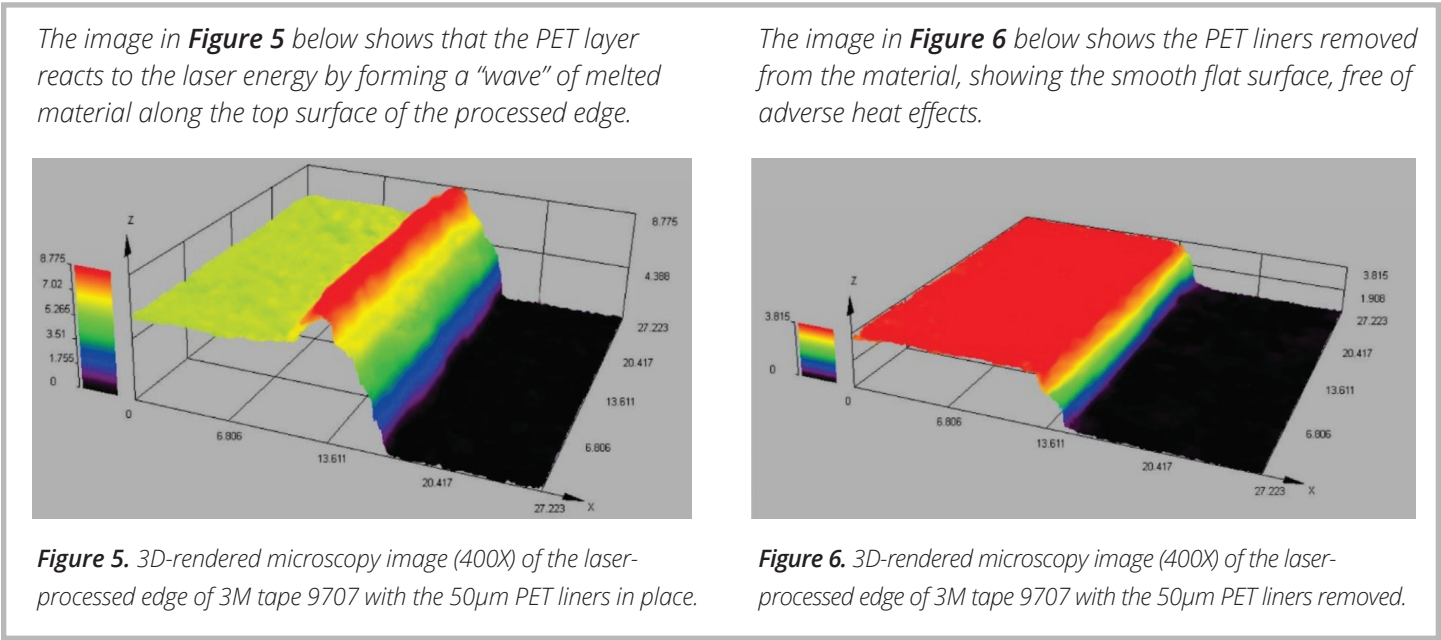 The image in Figure 5 below shows that the PET layer
reacts to the laser energy by forming a “wave” of melted
material along the top surface of the processed edge.
Z
8.775
7.02
5.265
3.51
1.755
0
8.775
4.388
27.223
20.417
13.611
6.806
0
6.806
13.611
20.417
27.223
X
Figure 5. 3D-rendered microscopy image (400X) of the laser-
processed edge of 3M tape 9707 with the 50µm PET liners in place.
The image in Figure 6 below shows the PET liners removed
from the material, showing the smooth flat surface, free of
adverse heat effects.
Z
3.815
0
3.815
1.908
27.223
20.417
13.611
6.806
0
6.806
13.611
20.417
27.223
X
Figure 6. 3D-rendered microscopy image (400X) of the laser-
processed edge of 3M tape 9707 with the 50µm PET liners removed.